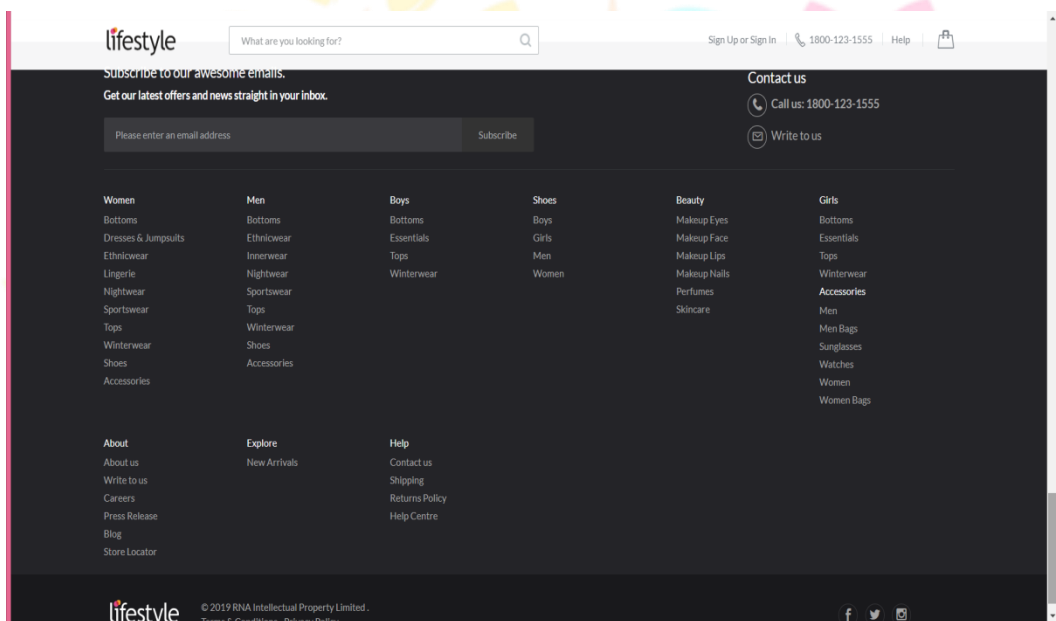 lifestyle
What are you looking for?
Sign Up or Sign In
1800-123-1555
Help
Subscribe to our awesome emails.
Get our latest offers and news straight in your inbox.
Please enter an email address
Subscribe
Contact us
Call us: 1800-123-1555
Write to us
Women
Bottoms
Dresses & Jumpsuits
Ethnicwear
Lingerie
Nightwear
Sportswear
Tops
Winterwear
Shoes
Accessories
Men
Bottoms
Ethnicwear
Innerwear
Nightwear
Sportswear
Tops
Winterwear
Shoes
Accessories
Boys
Bottoms
Essentials
Tops
Winterwear
Shoes
Boys
Girls
Men
Women
Beauty
Makeup Eyes
Makeup Face
Makeup Lips
Makeup Nails
Perfumes
Skincare
Girls
Bottoms
Essentials
Tops
Winterwear
Accessories
Men
Men Bags
Sunglasses
Watches
Women
Women Bags
About
About us
Write to us
Careers
Press Release
Blog
Store Locator
Explore
New Arrivals
Help
Contact us
Shipping
Returns Policy
Help Centre
lifestyle
© 2019 RNA Intellectual Property Limited .
Terms & Conditions - Privacy Policy